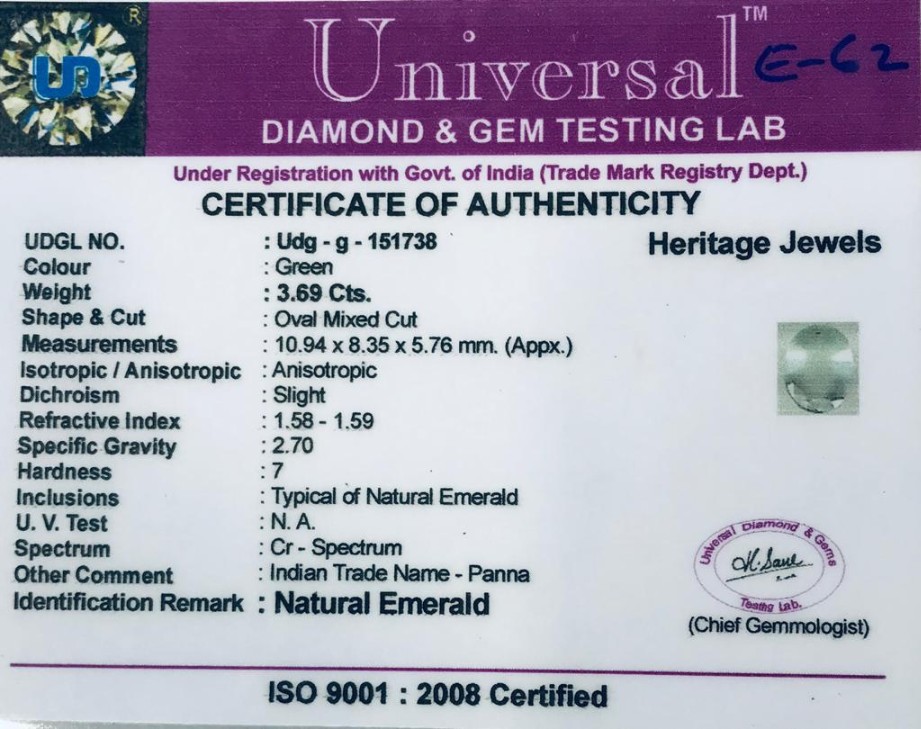 ®
UD
Universal™
E-62
DIAMOND & GEM TESTING LAB
Under Registration with Govt. of India (Trade Mark Registry Dept.)
CERTIFICATE OF AUTHENTICITY
Heritage Jewels
UDGL NO. : Udg - g - 151738
Colour : Green
Weight : 3.69 Cts.
Shape & Cut : Oval Mixed Cut
Measurements : 10.94 x 8.35 x 5.76 mm. (Appx.)
Isotropic / Anisotropic : Anisotropic
Dichroism : Slight
Refractive Index : 1.58 - 1.59
Specific Gravity : 2.70
Hardness : 7
Inclusions : Typical of Natural Emerald
U. V. Test : N. A.
Spectrum : Cr - Spectrum
Other Comment : Indian Trade Name - Panna
Identification Remark : Natural Emerald
Universal Diamond & Gems
Testing Lab.
(Chief Gemmologist)
ISO 9001 : 2008 Certified